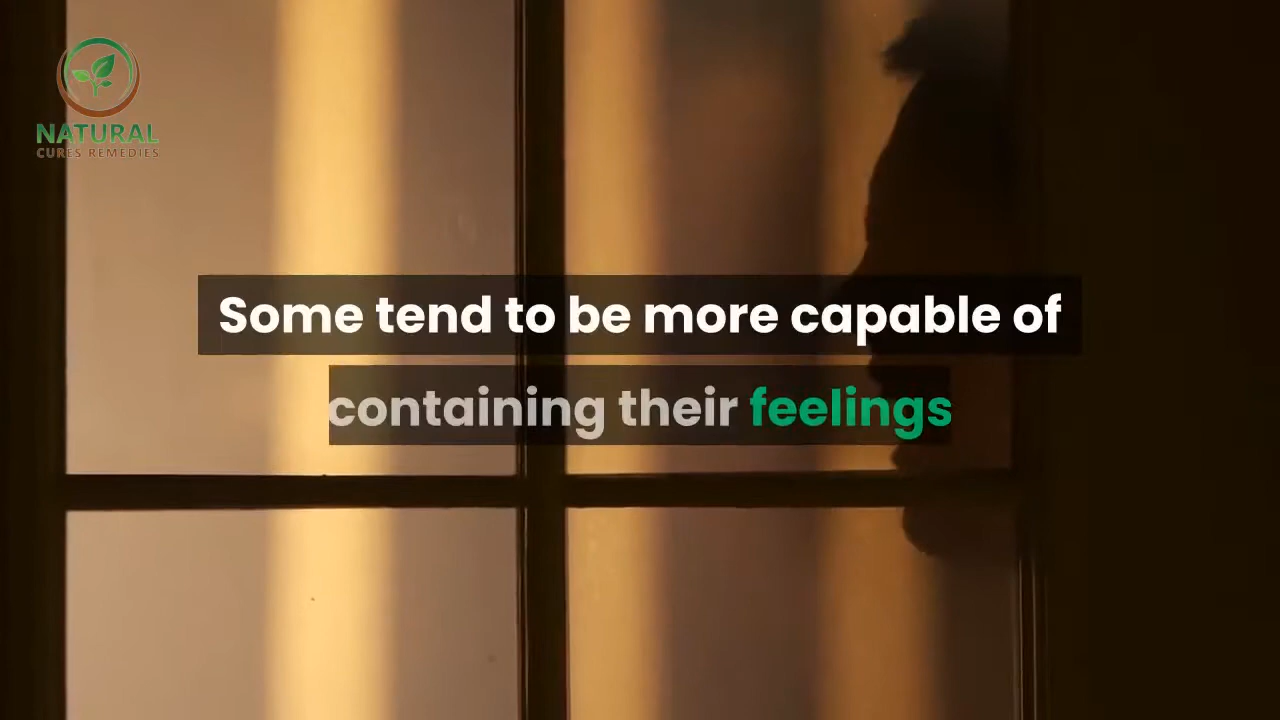 NATURAL
CURES REMEDIES
Some tend to be more capable of
containing their feelings